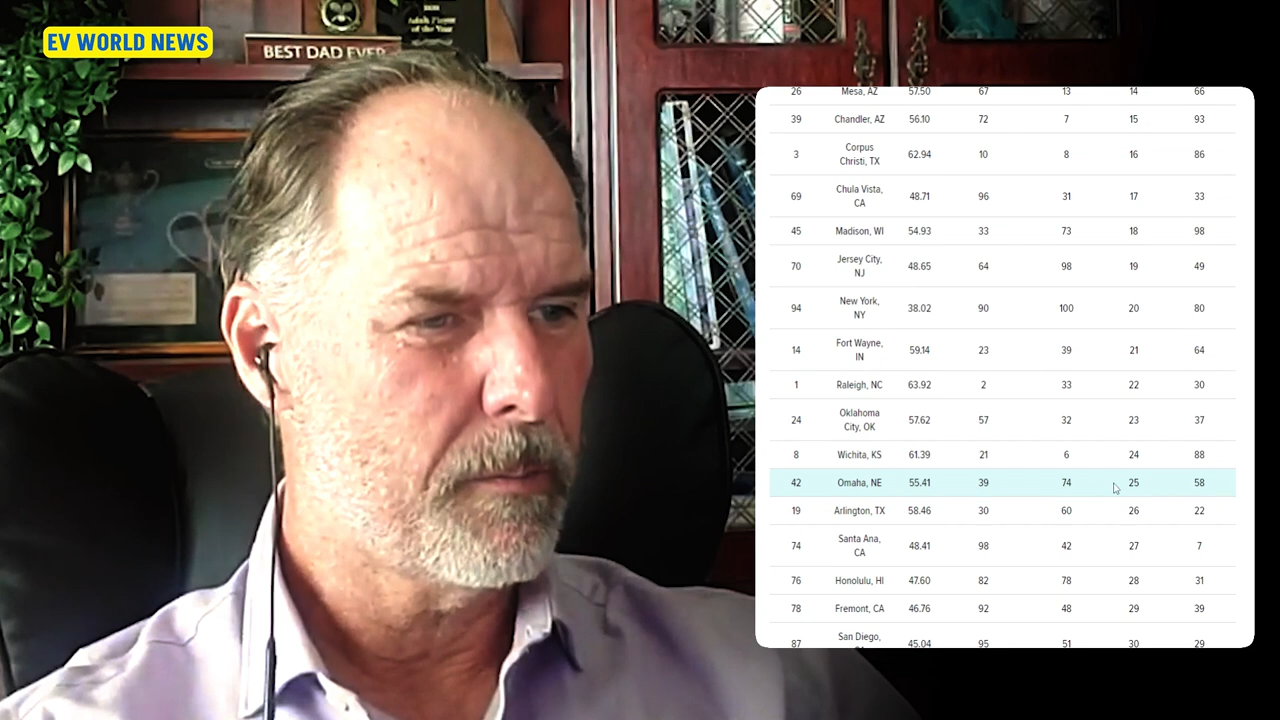 EV WORLD NEWS
BEST DAD EVER
of the Year
26 Mesa, AZ 57.50 67 13 14 66
39 Chandler, AZ 56.10 72 7 15 93
3 Corpus Christi, TX 62.94 10 8 16 86
69 Chula Vista, CA 48.71 96 31 17 33
45 Madison, WI 54.93 33 73 18 98
70 Jersey City, NJ 48.65 64 98 19 49
94 New York, NY 38.02 90 100 20 80
14 Fort Wayne, IN 59.14 23 39 21 64
1 Raleigh, NC 63.92 2 33 22 30
24 Oklahoma City, OK 57.62 57 32 23 37
8 Wichita, KS 61.39 21 6 24 88
42 Omaha, NE 55.41 39 74 25 58
19 Arlington, TX 58.46 30 60 26 22
74 Santa Ana, CA 48.41 98 42 27 7
76 Honolulu, HI 47.60 82 78 28 31
78 Fremont, CA 46.76 92 48 29 39
87 San Diego, 45.04 95 51 30 29